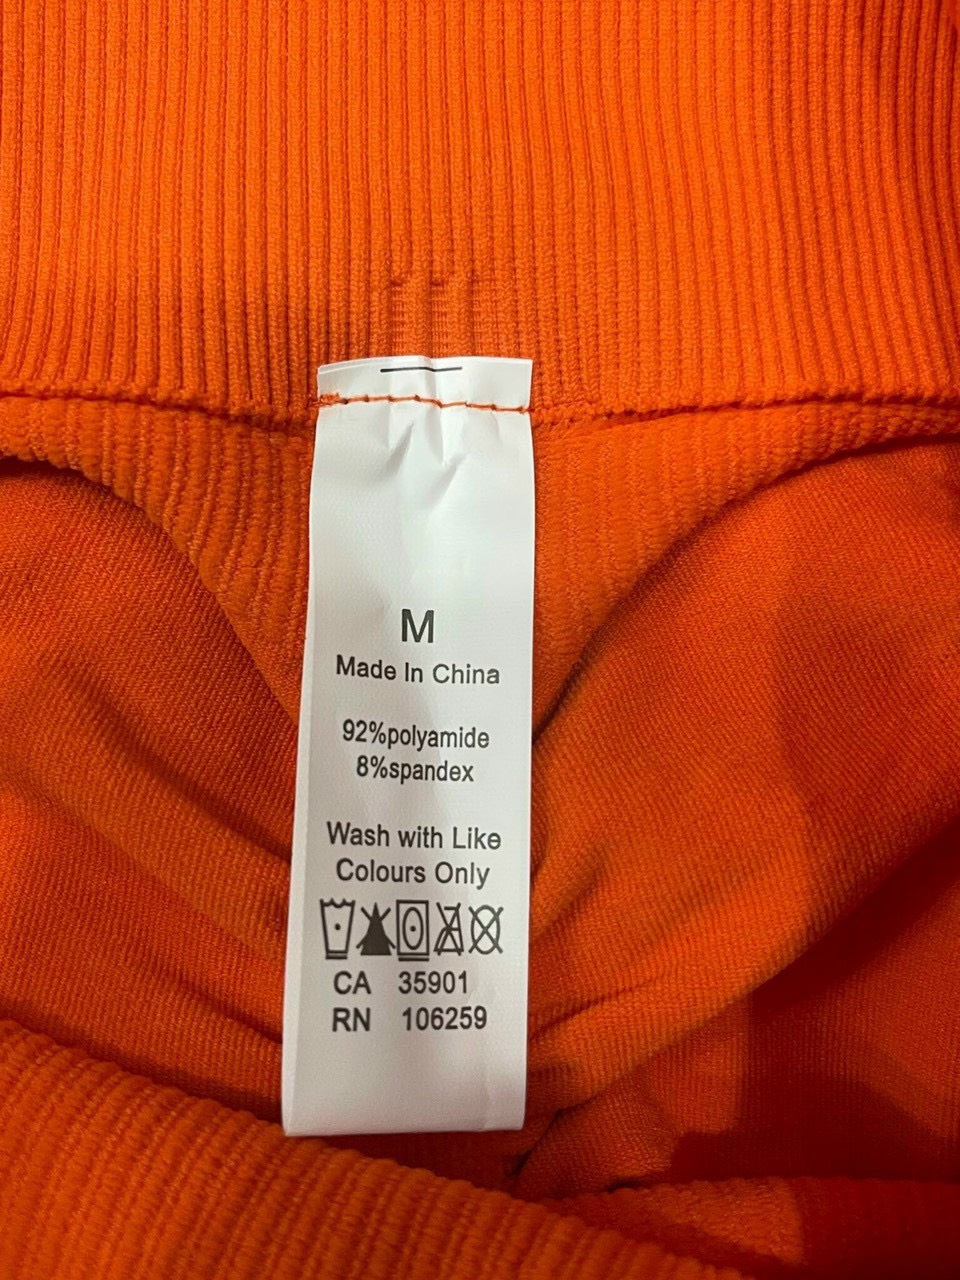 M
Made In China
92%polyamide
8%spandex
Wash with Like
Colours Only
CA 35901
RN 106259